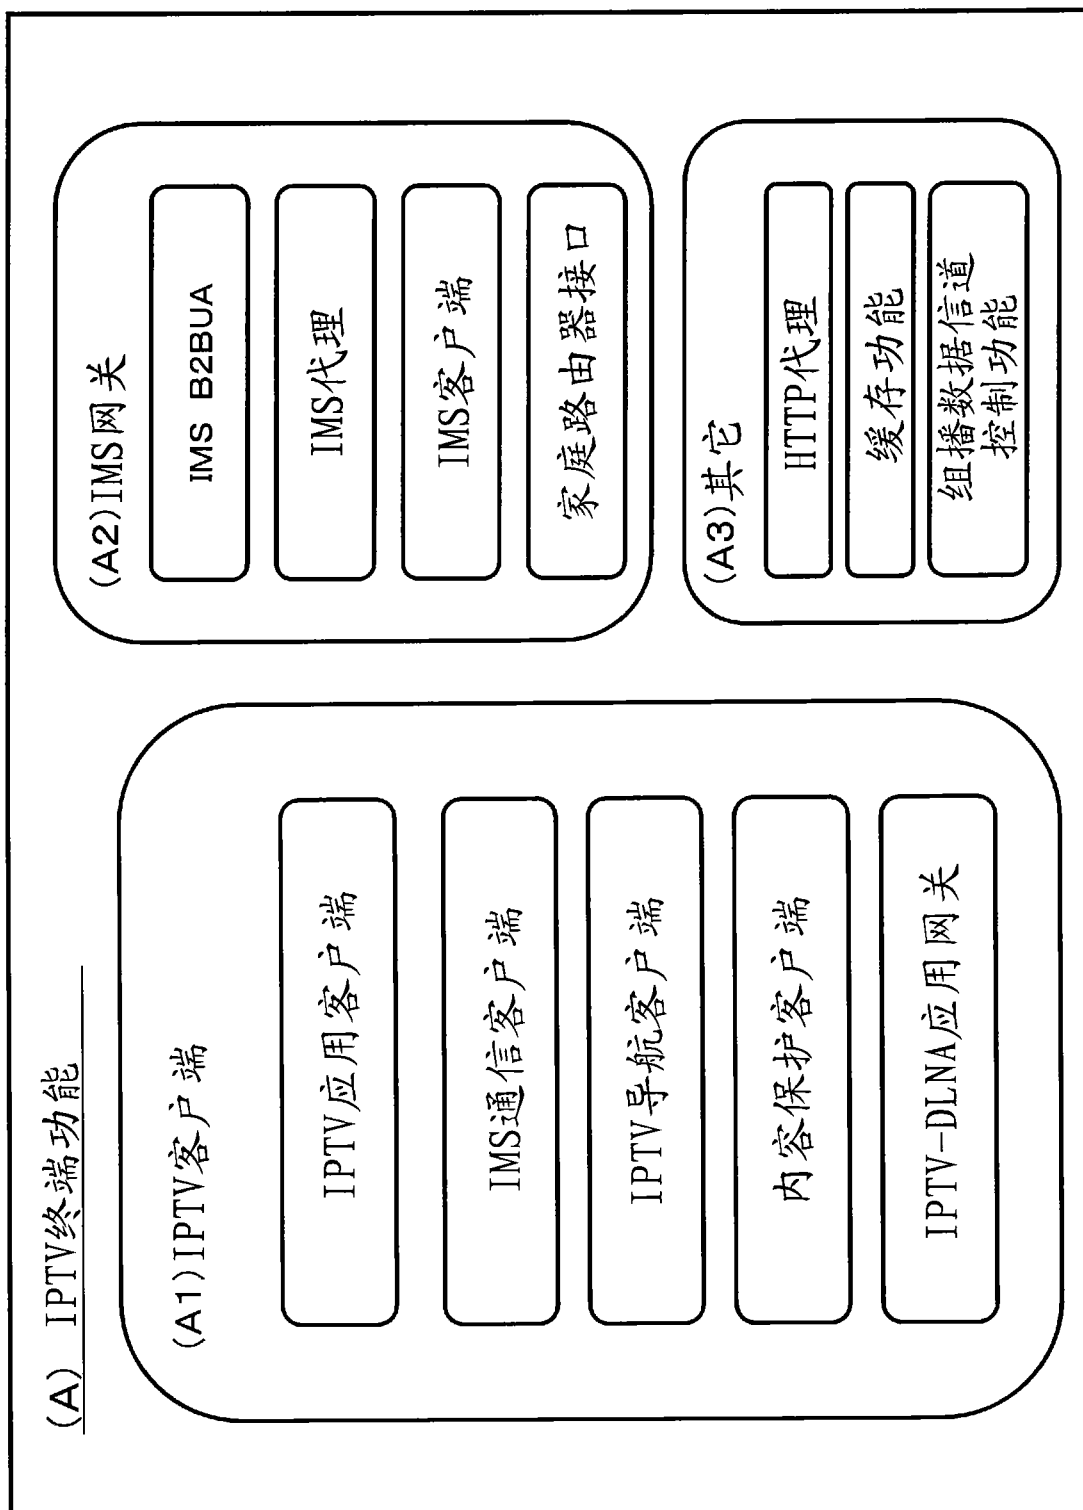 (A) IPTV终端功能
(A1)IPTV客户端
IPTV应用客户端
IMS通信客户端
IPTV导航客户端
内容保护客户端
IPTV-DLNA应用网关
(A2)IMS网关
IMS B2BUA
IMS代理
IMS客户端
家庭路由器接口
(A3)其它
HTTP代理
缓存功能
组播数据信道
控制功能